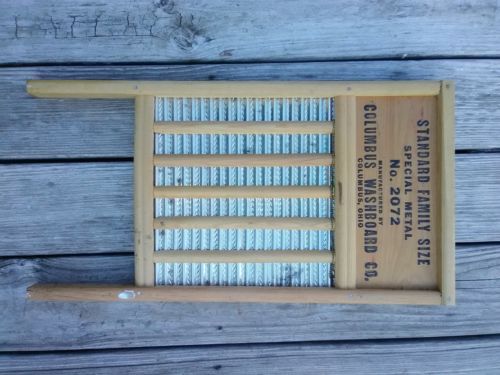 STANDARD FAMILY SIZE
SPECIAL METAL
No. 2072
MANUFACTURED BY
COLUMBUS WASHBOARD CO.
COLUMBUS, OHIO